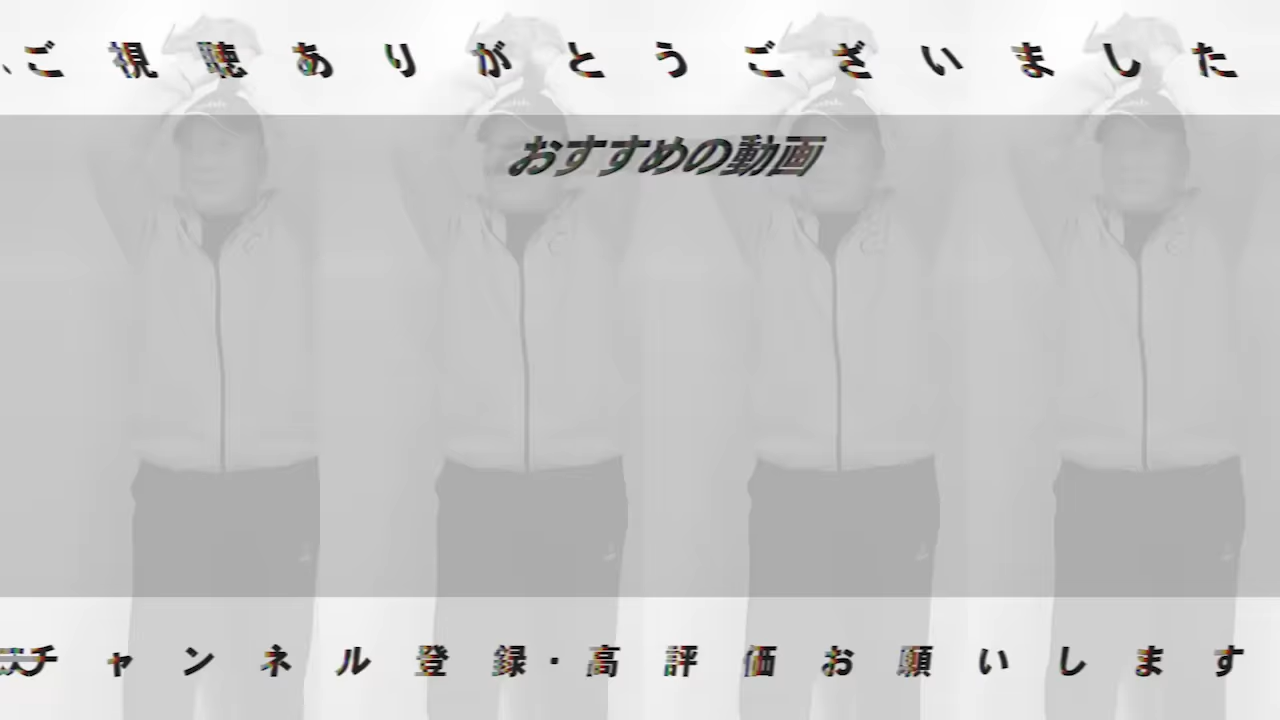 ご視聴ありがとうございました
おすすめの動画
チャンネル登録・高評価お願いします